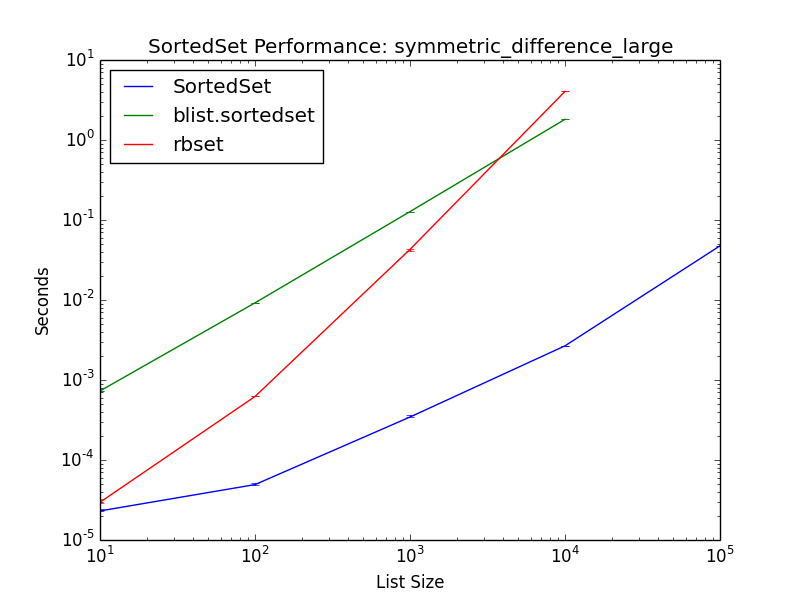 SortedSet Performance: symmetric_difference_large
SortedSet
blist.sortedset
rbset
10^1
10^0
10^-1
10^-2
10^-3
10^-4
10^-5
Seconds
10^1 10^2 10^3 10^4 10^5
List Size